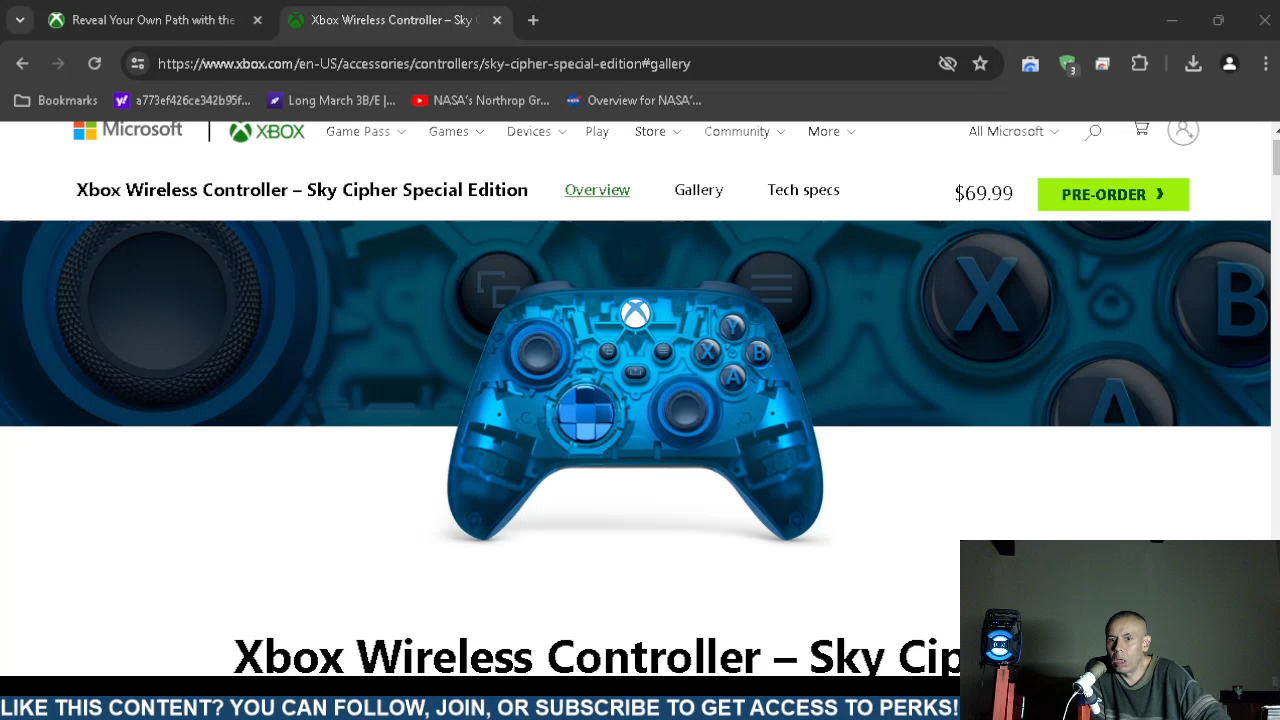 Reveal Your Own Path with the
Xbox Wireless Controller – Sky C
https://www.xbox.com/en-US/accessories/controllers/sky-cipher-special-edition#gallery
3
Bookmarks a773ef426ce342b95f... Long March 3B/E |... NASA's Northrop Gr... Overview for NASA'...
Microsoft XBOX Game Pass Games Devices Play Store Community More All Microsoft
Xbox Wireless Controller – Sky Cipher Special Edition Overview Gallery Tech specs $69.99 PRE-ORDER
X B A
Y X B A
Xbox Wireless Controller – Sky Cip
LIKE THIS CONTENT? YOU CAN FOLLOW, JOIN, OR SUBSCRIBE TO GET ACCESS TO PERKS!